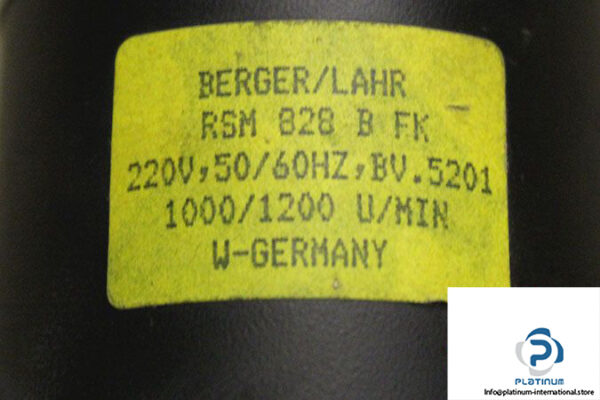 BERGER/LAHR
RSM 828 B FK
220V,50/60HZ,BV.5201
1000/1200 U/MIN
W-GERMANY
PLATINUM
Info@platinum-international.store